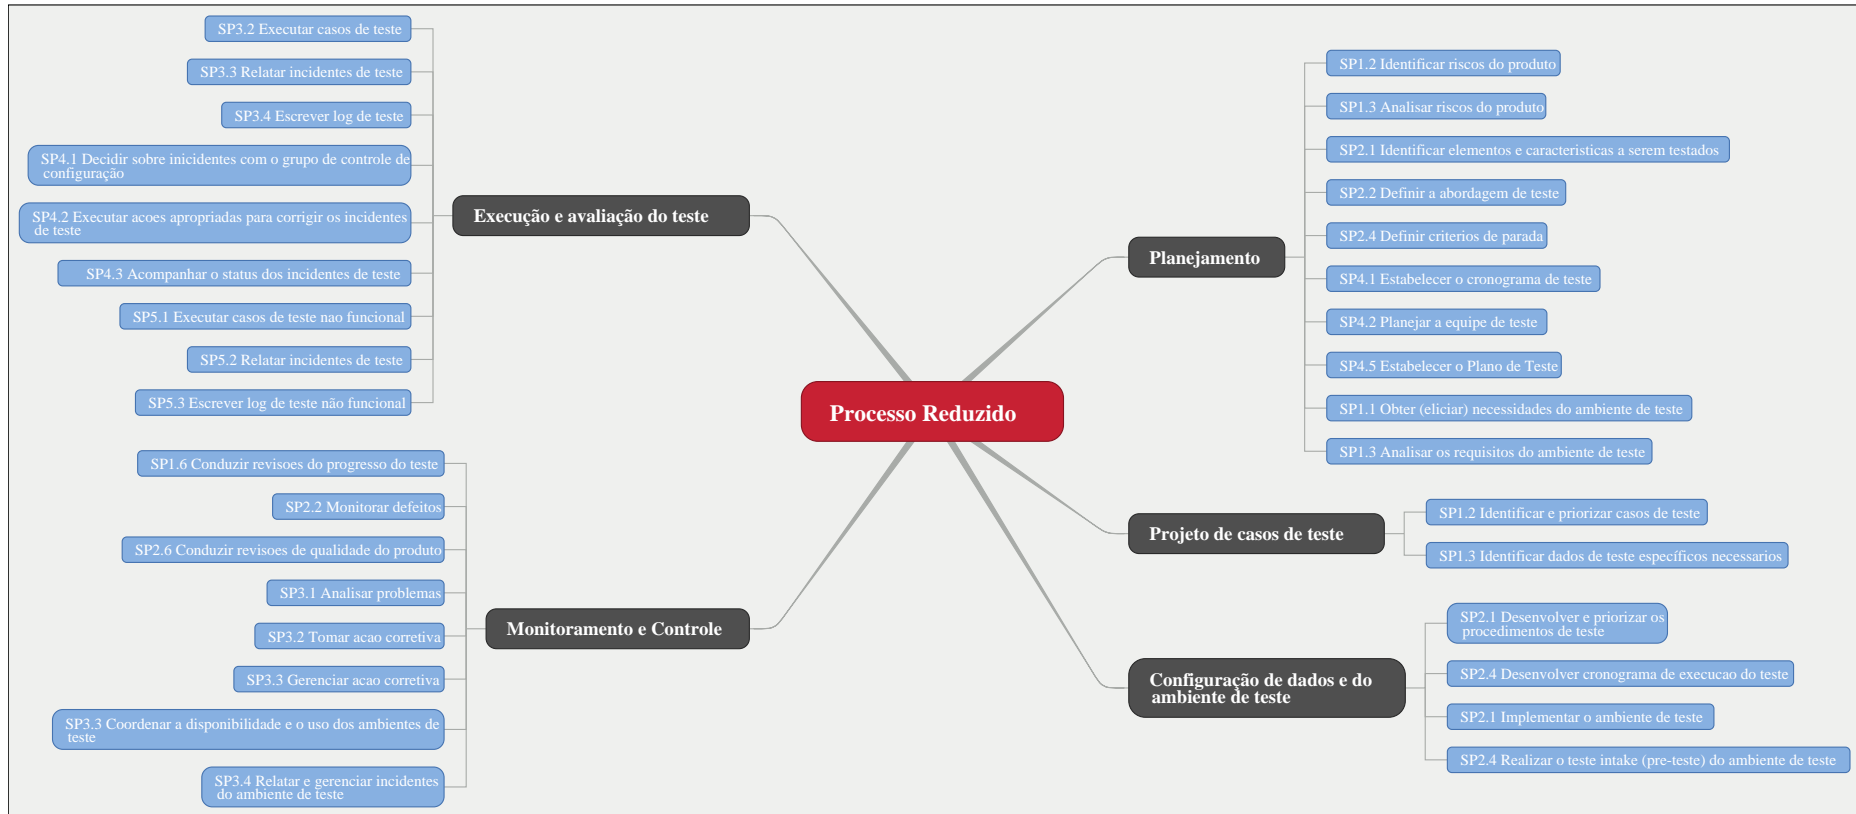 SP3.2 Executar casos de teste
SP3.3 Relatar incidentes de teste
SP3.4 Escrever log de teste
SP4.1 Decidir sobre inicidentes com o grupo de controle de
configuração
SP4.2 Executar acoes apropriadas para corrigir os incidentes
de teste
SP4.3 Acompanhar o status dos incidentes de teste
SP5.1 Executar casos de teste nao funcional
SP5.2 Relatar incidentes de teste
SP5.3 Escrever log de teste não funcional
Execução e avaliação do teste
SP1.6 Conduzir revisoes do progresso do teste
SP2.2 Monitorar defeitos
SP2.6 Conduzir revisoes de qualidade do produto
SP3.1 Analisar problemas
SP3.2 Tomar acao corretiva
SP3.3 Gerenciar acao corretiva
SP3.3 Coordenar a disponibilidade e o uso dos ambientes de
teste
SP3.4 Relatar e gerenciar incidentes
do ambiente de teste
Monitoramento e Controle
Processo Reduzido
Planejamento
SP1.2 Identificar riscos do produto
SP1.3 Analisar riscos do produto
SP2.1 Identificar elementos e caracteristicas a serem testados
SP2.2 Definir a abordagem de teste
SP2.4 Definir criterios de parada
SP4.1 Estabelecer o cronograma de teste
SP4.2 Planejar a equipe de teste
SP4.5 Estabelecer o Plano de Teste
SP1.1 Obter (eliciar) necessidades do ambiente de teste
SP1.3 Analisar os requisitos do ambiente de teste
Projeto de casos de teste
SP1.2 Identificar e priorizar casos de teste
SP1.3 Identificar dados de teste específicos necessarios
Configuração de dados e do
ambiente de teste
SP2.1 Desenvolver e priorizar os
procedimentos de teste
SP2.4 Desenvolver cronograma de execucao do teste
SP2.1 Implementar o ambiente de teste
SP2.4 Realizar o teste intake (pre-teste) do ambiente de teste